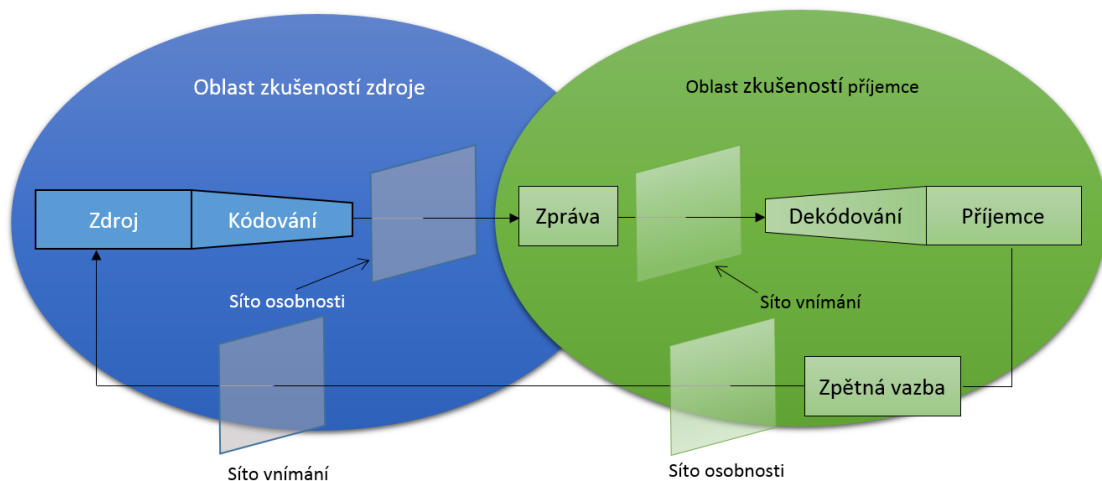 Oblast zkušeností zdroje
Oblast zkušeností příjemce
Zdroj
Kódování
Zpráva
Dekódování
Příjemce
Síto osobnosti
Síto vnímání
Zpětná vazba
Síto vnímání
Síto osobnosti